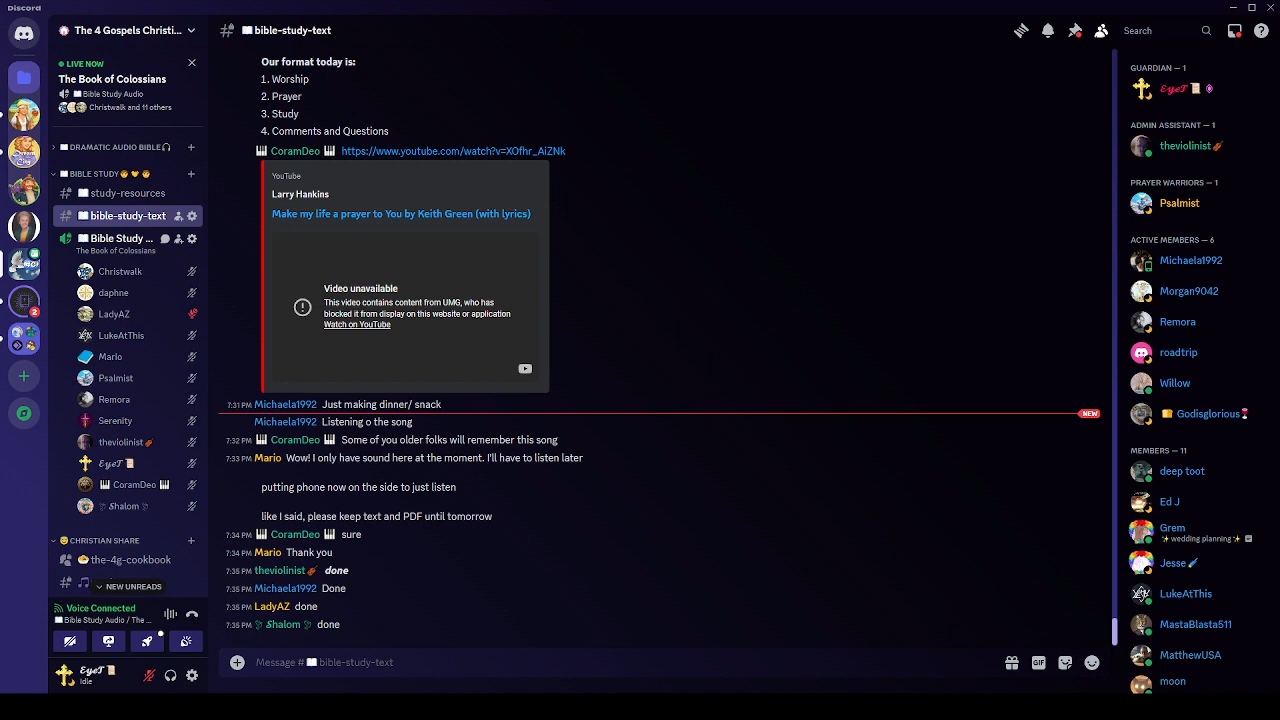 Discord
The 4 Gospels Christi...
LIVE NOW
The Book of Colossians
Bible Study Audio
Christwalk and 11 others
DRAMATIC AUDIO BIBLE
BIBLE STUDY
study-resources
bible-study-text
Bible Study ...
The Book of Colossians
Christwalk
daphne
LadyAZ
LukeAtThis
Mario
Psalmist
Remora
Serenity
theviolinist
𝓔𝔂𝓮𝓣
CoramDeo
Shalom
CHRISTIAN SHARE
the-4g-cookbook
NEW UNREADS
Voice Connected
Bible Study Audio / The ...
𝓔𝔂𝓮𝓣
Idle
bible-study-text
Search
Our format today is:
1. Worship
2. Prayer
3. Study
4. Comments and Questions
CoramDeo https://www.youtube.com/watch?v=XOfhr_AiZNk
YouTube
Larry Hankins
Make my life a prayer to You by Keith Green (with lyrics)
Video unavailable
This video contains content from UMG, who has
blocked it from display on this website or application
Watch on YouTube
7:31 PM Michaela1992 Just making dinner/ snack
NEW
Michaela1992 Listening o the song
7:32 PM CoramDeo Some of you older folks will remember this song
7:33 PM Mario Wow! I only have sound here at the moment. I'll have to listen later
putting phone now on the side to just listen
like I said, please keep text and PDF until tomorrow
7:34 PM CoramDeo sure
7:34 PM Mario Thank you
7:35 PM theviolinist done
7:35 PM Michaela1992 Done
7:35 PM LadyAZ done
7:35 PM Shalom done
Message # bible-study-text
GIF
GUARDIAN — 1
𝓔𝔂𝓮𝓣
ADMIN ASSISTANT — 1
theviolinist
PRAYER WARRIORS — 1
Psalmist
ACTIVE MEMBERS — 6
Michaela1992
Morgan9042
Remora
roadtrip
Willow
Godisglorious
MEMBERS — 11
deep toot
Ed J
Grem
wedding planning
Jesse
LukeAtThis
MastaBlasta511
MatthewUSA
moon
2